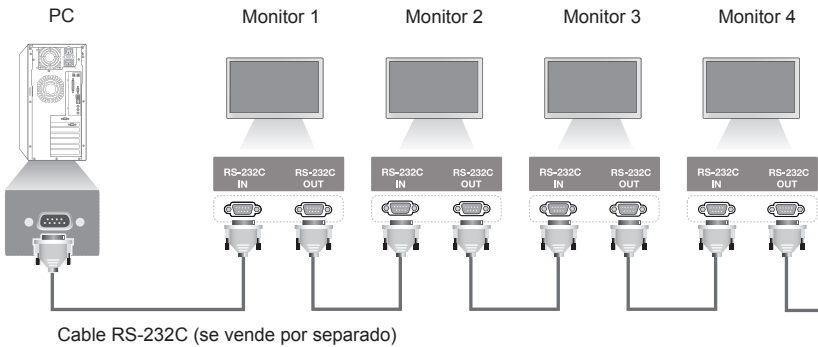 PC Monitor 1 Monitor 2 Monitor 3 Monitor 4
RS-232C IN RS-232C OUT RS-232C IN RS-232C OUT RS-232C IN RS-232C OUT RS-232C IN RS-232C OUT
Cable RS-232C (se vende por separado)